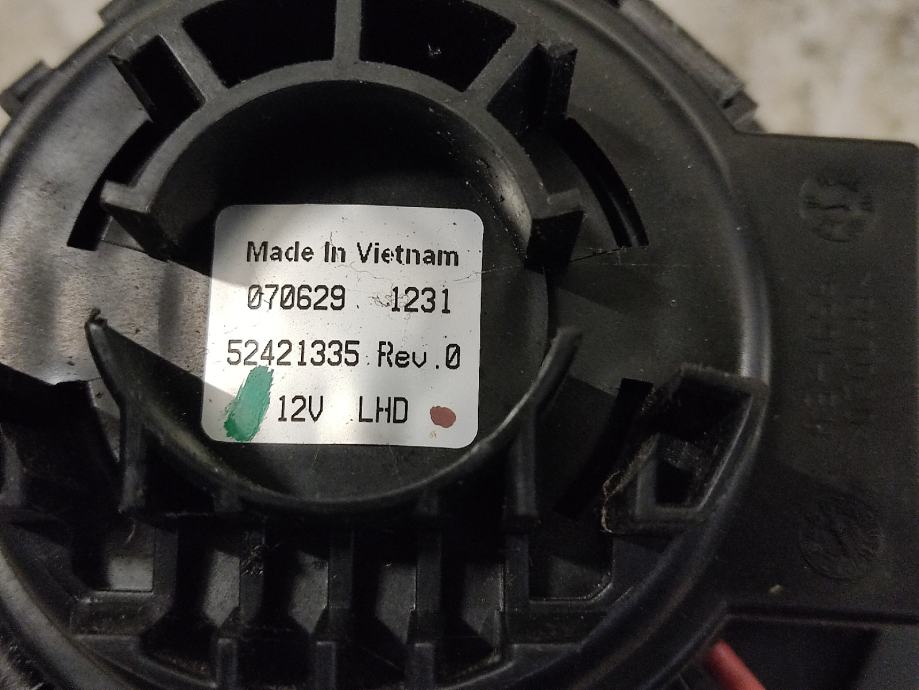 Made In Vietnam
070629 1231
52421335 Rev.0
12V LHD